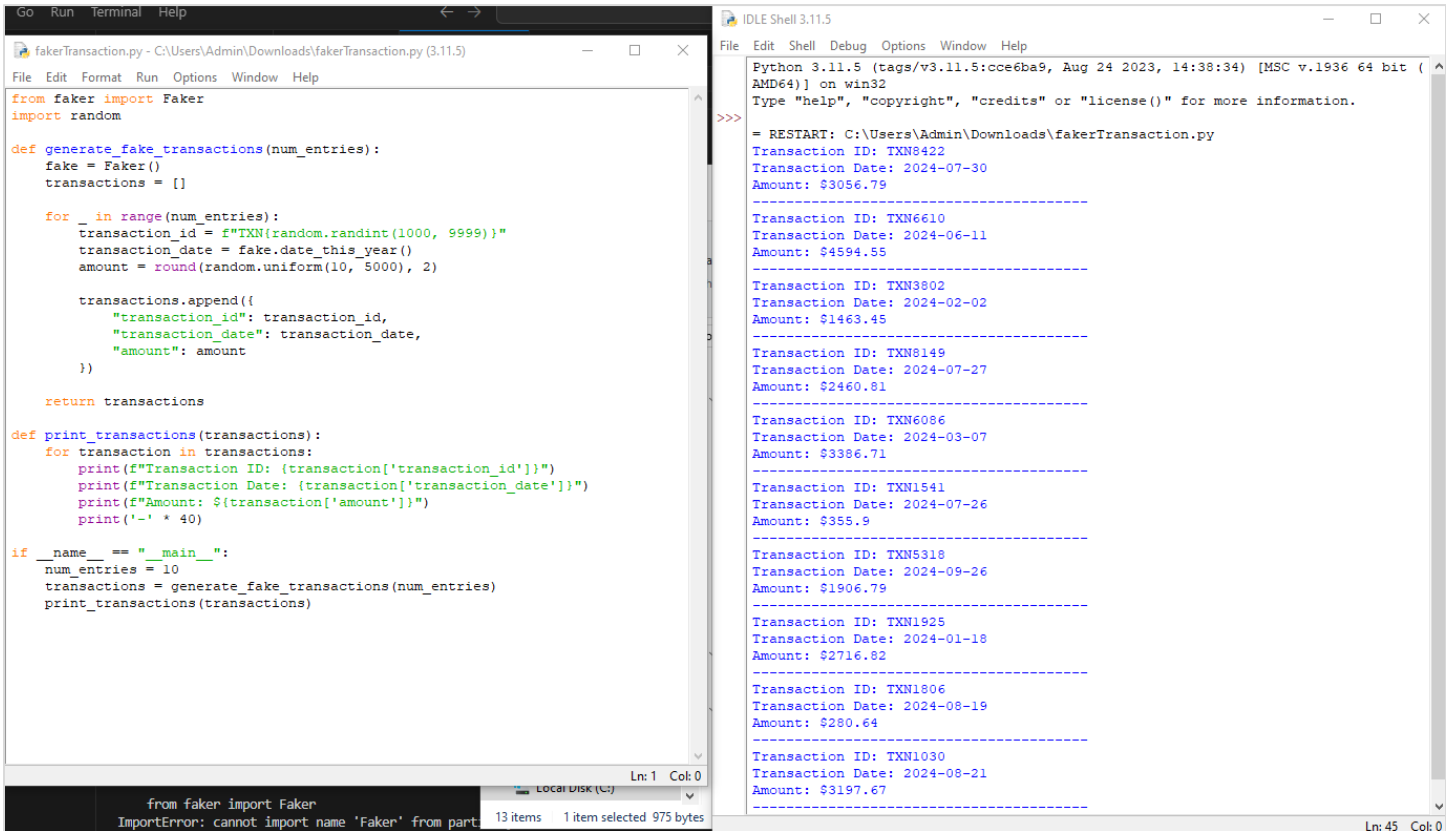 Go Run Terminal Help
fakerTransaction.py - C:\Users\Admin\Downloads\fakerTransaction.py (3.11.5)
File Edit Format Run Options Window Help
from faker import Faker
import random

def generate_fake_transactions(num_entries):
    fake = Faker()
    transactions = []

    for _ in range(num_entries):
        transaction_id = f"TXN{random.randint(1000, 9999)}"
        transaction_date = fake.date_this_year()
        amount = round(random.uniform(10, 5000), 2)

        transactions.append({
            "transaction_id": transaction_id,
            "transaction_date": transaction_date,
            "amount": amount
        })

    return transactions

def print_transactions(transactions):
    for transaction in transactions:
        print(f"Transaction ID: {transaction['transaction_id']}")
        print(f"Transaction Date: {transaction['transaction_date']}")
        print(f"Amount: ${transaction['amount']}")
        print('-' * 40)

if __name__ == "__main__":
    num_entries = 10
    transactions = generate_fake_transactions(num_entries)
    print_transactions(transactions)
Ln: 1 Col: 0
from faker import Faker
ImportError: cannot import name 'Faker' from parti
Local Disk (C:)
13 items 1 item selected 975 bytes
IDLE Shell 3.11.5
File Edit Shell Debug Options Window Help
Python 3.11.5 (tags/v3.11.5:cce6ba9, Aug 24 2023, 14:38:34) [MSC v.1936 64 bit (
AMD64)] on win32
Type "help", "copyright", "credits" or "license()" for more information.
>>>
= RESTART: C:\Users\Admin\Downloads\fakerTransaction.py
Transaction ID: TXN8422
Transaction Date: 2024-07-30
Amount: $3056.79
----------------------------------------
Transaction ID: TXN6610
Transaction Date: 2024-06-11
Amount: $4594.55
----------------------------------------
Transaction ID: TXN3802
Transaction Date: 2024-02-02
Amount: $1463.45
----------------------------------------
Transaction ID: TXN8149
Transaction Date: 2024-07-27
Amount: $2460.81
----------------------------------------
Transaction ID: TXN6086
Transaction Date: 2024-03-07
Amount: $3386.71
----------------------------------------
Transaction ID: TXN1541
Transaction Date: 2024-07-26
Amount: $355.9
----------------------------------------
Transaction ID: TXN5318
Transaction Date: 2024-09-26
Amount: $1906.79
----------------------------------------
Transaction ID: TXN1925
Transaction Date: 2024-01-18
Amount: $2716.82
----------------------------------------
Transaction ID: TXN1806
Transaction Date: 2024-08-19
Amount: $280.64
----------------------------------------
Transaction ID: TXN1030
Transaction Date: 2024-08-21
Amount: $3197.67
----------------------------------------
Ln: 45 Col: 0